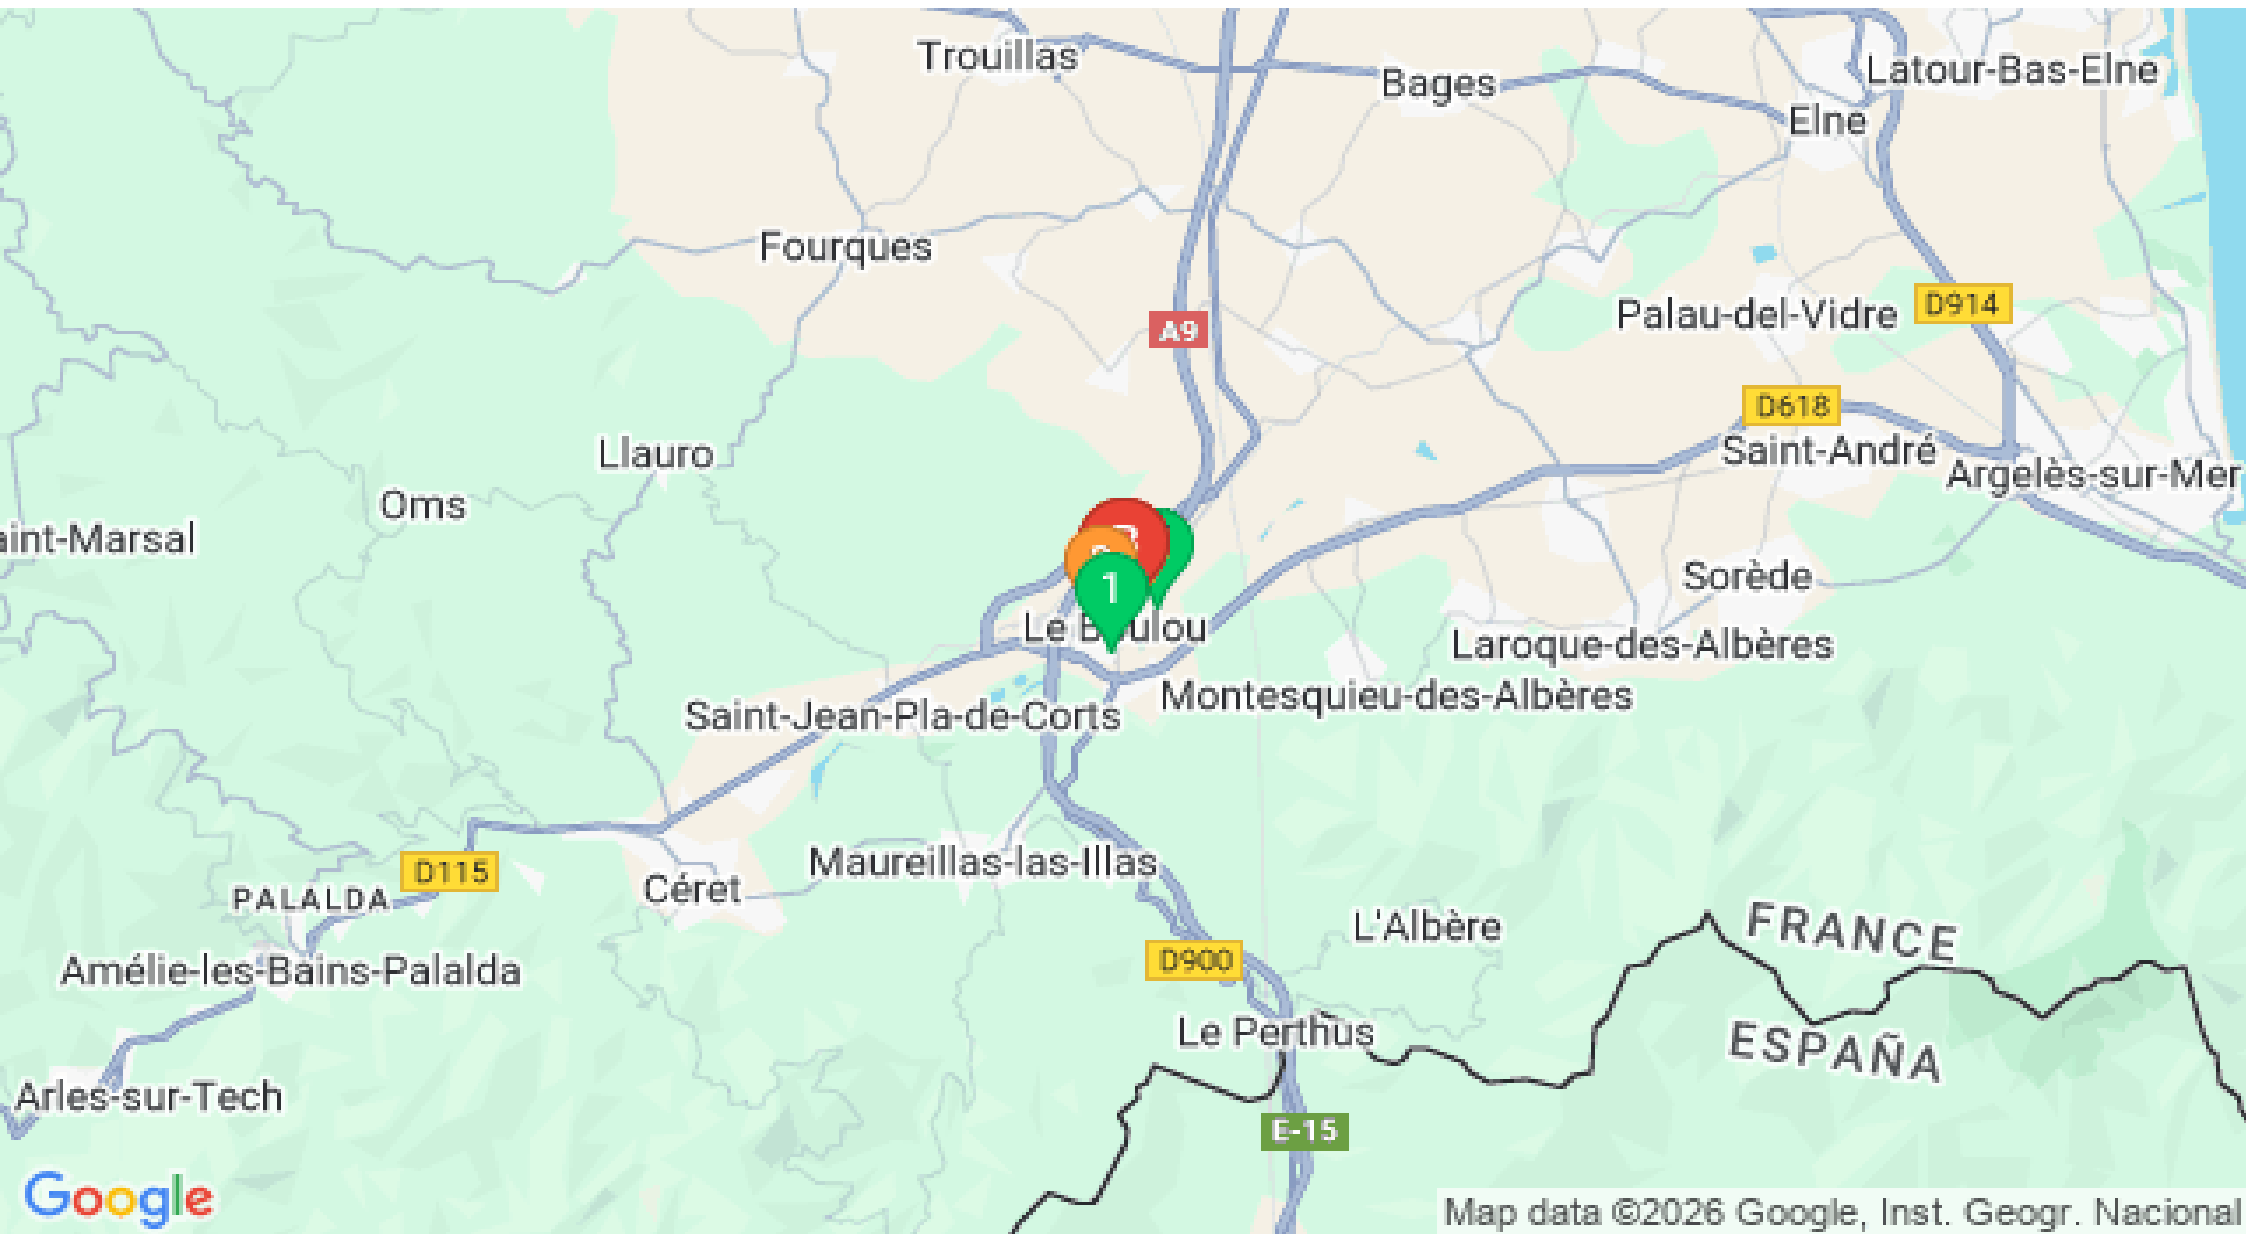 Trouillas
Bages
Latour-Bas-Elne
Elne
Fourques
Palau-del-Vidre
D914
A9
D618
Llauro
Saint-André
Argelès-sur-Mer
Oms
aint-Marsal
1
Sorède
Le Boulou
Laroque-des-Albères
Montesquieu-des-Albères
Saint-Jean-Pla-de-Corts
Maureillas-las-Illas
D115
Céret
PALALDA
L'Albère
FRANCE
D900
Amélie-les-Bains-Palalda
Le Perthus
ESPAÑA
Arles-sur-Tech
E-15
Google
Map data ©2026 Google, Inst. Geogr. Nacional